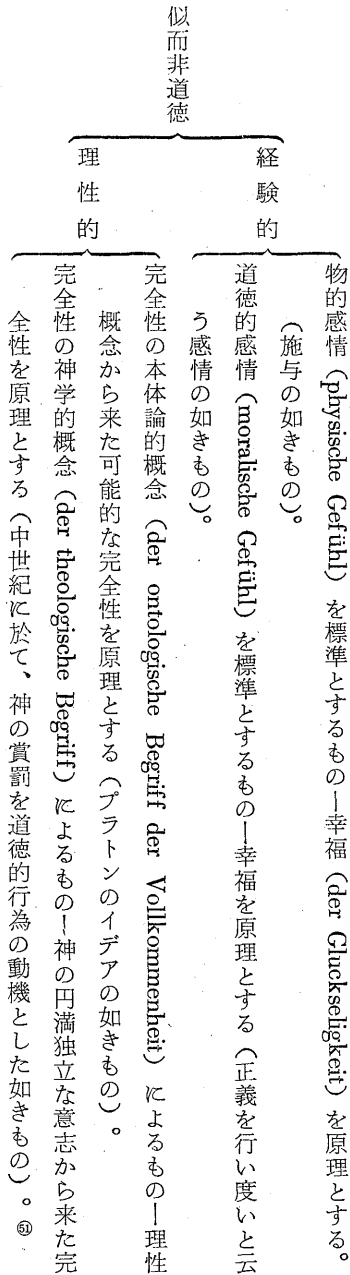 似而非道徳
経験的
物的感情（physische Gefühl）を標準とするもの―幸福（der Gluckseligkeit）を原理とする。
（施与の如きもの）。
道徳的感情（moralische Gefühl）を標準とするもの―幸福を原理とする（正義を行い度いと云
う感情の如きもの）。
理性的
完全性の本体論的概念（der ontologische Begriff der Vollkommenheit）によるもの―理性
概念から来た可能的な完全性を原理とする（プラトンのイデアの如きもの）。
完全性の神学的概念（der theologische Begriff）によるもの―神の円満独立な意志から来た完
全性を原理とする（中世紀に於て、神の賞罰を道徳的行為の動機とした如きもの）。㊿+1